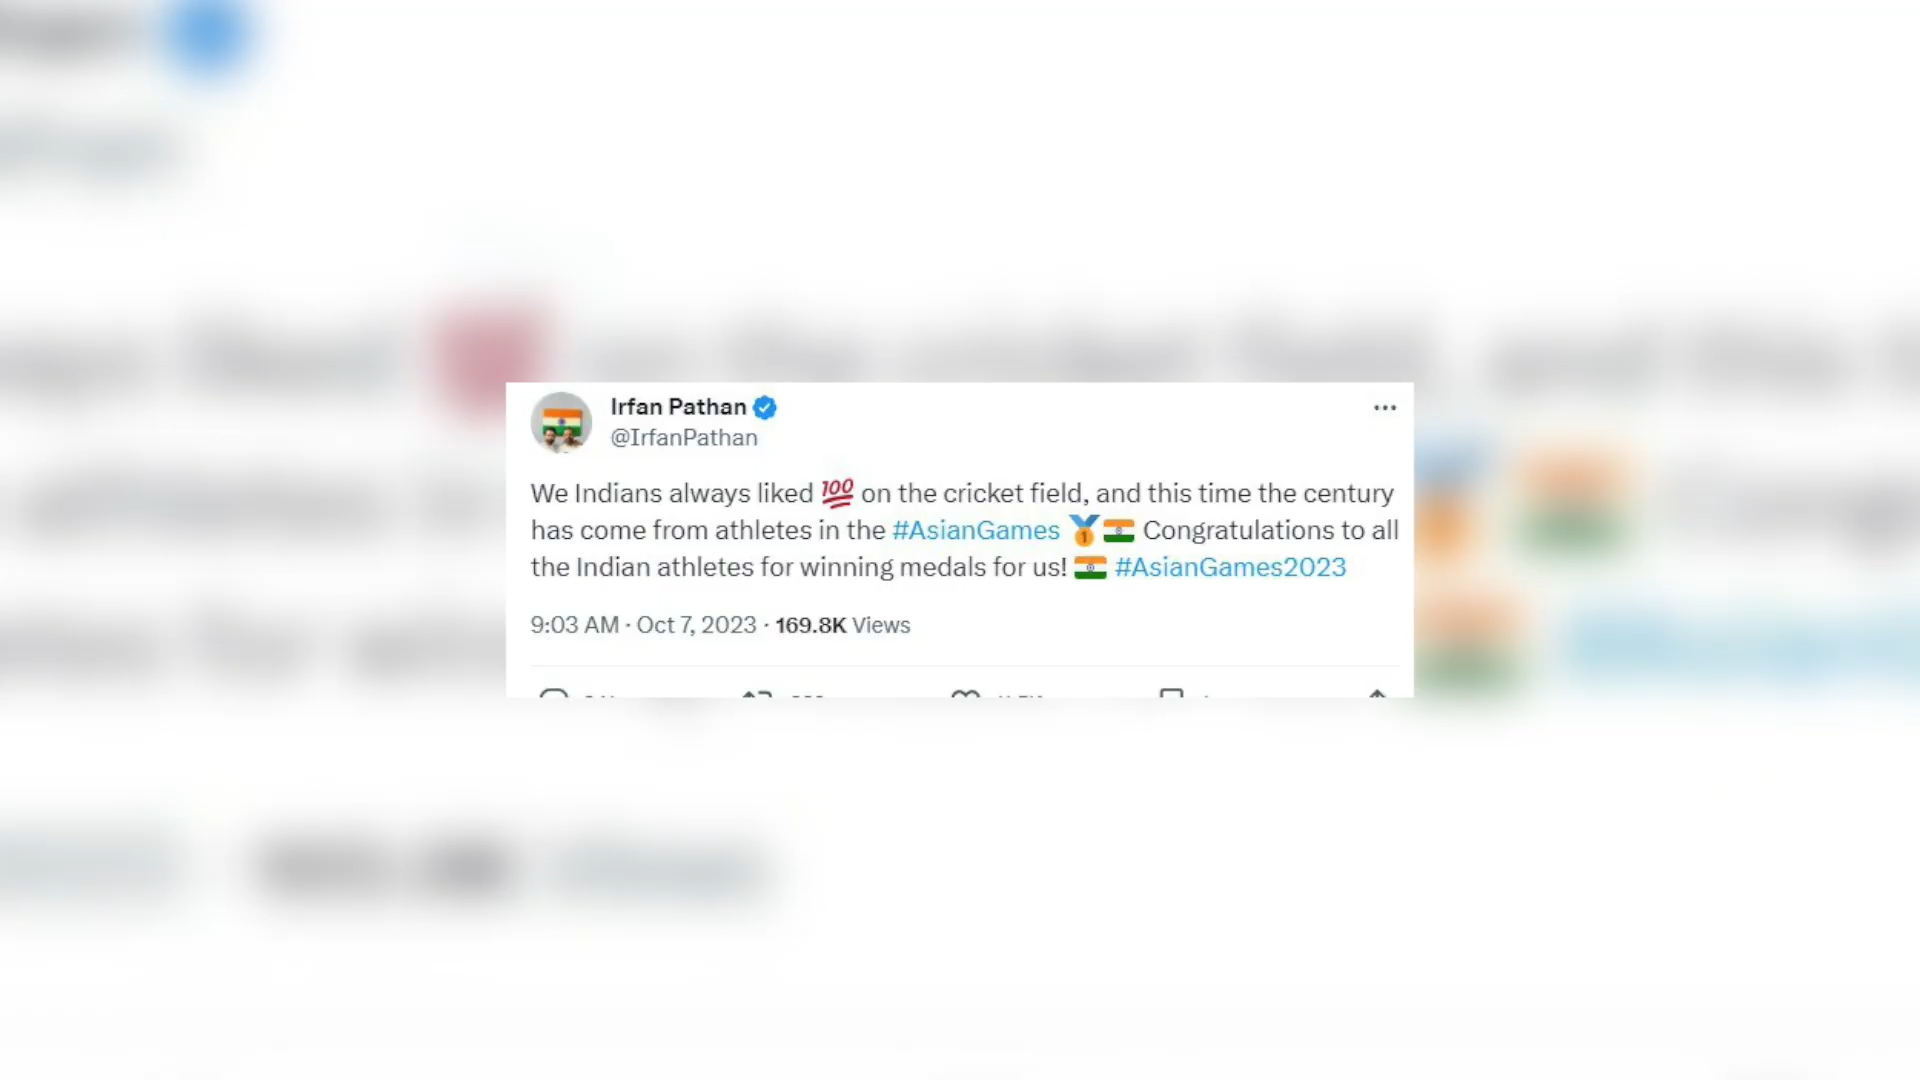 Irfan Pathan
@IrfanPathan
We Indians always liked 💯 on the cricket field, and this time the century
has come from athletes in the #AsianGames 🥇🇮🇳 Congratulations to all
the Indian athletes for winning medals for us! 🇮🇳 #AsianGames2023
9:03 AM · Oct 7, 2023 · 169.8K Views